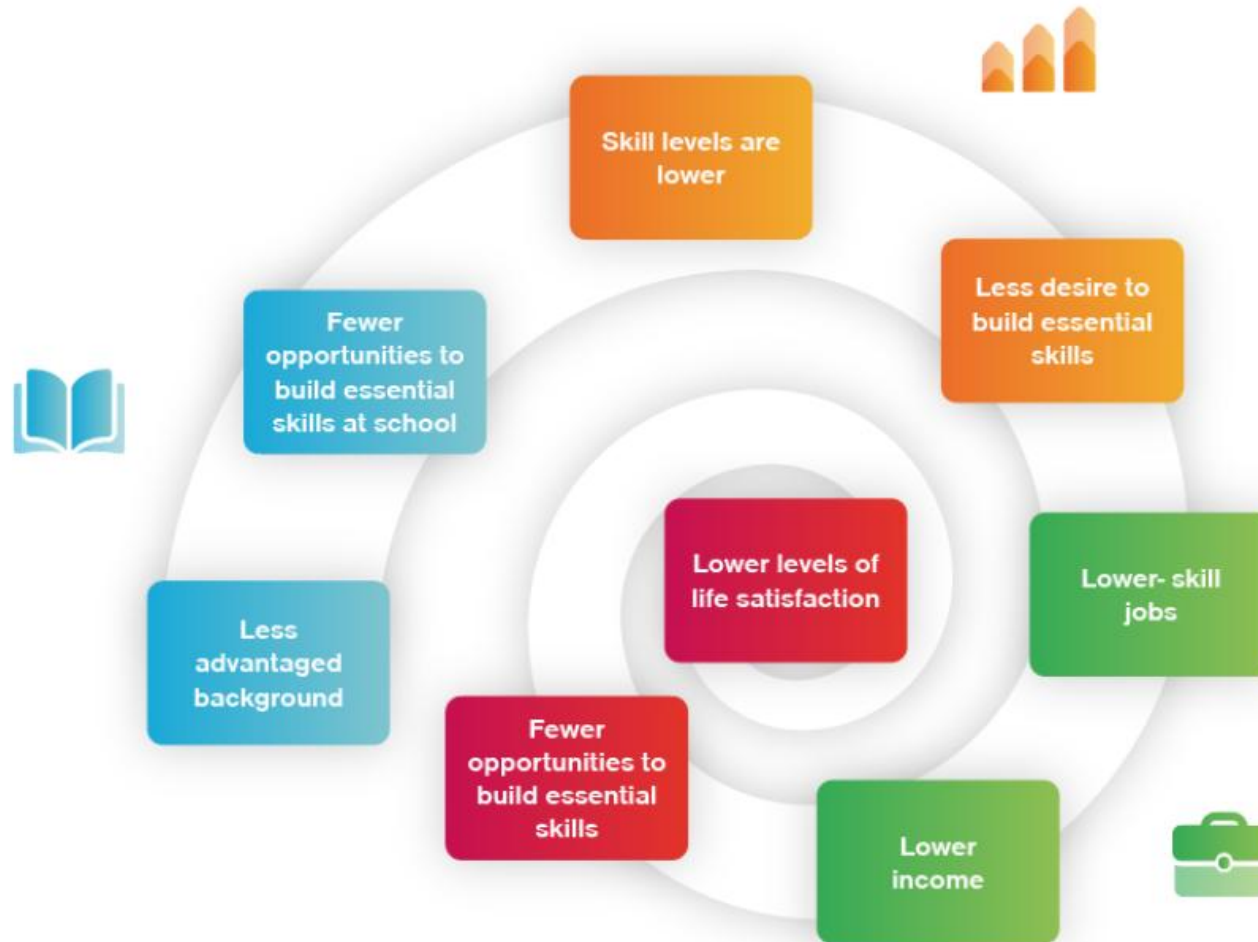 Skill levels are
lower
Less desire to
build essential
skills
Fewer
opportunities to
build essential
skills at school
Lower levels of
life satisfaction
Lower- skill
jobs
Less
advantaged
background
Fewer
opportunities to
build essential
skills
Lower
income